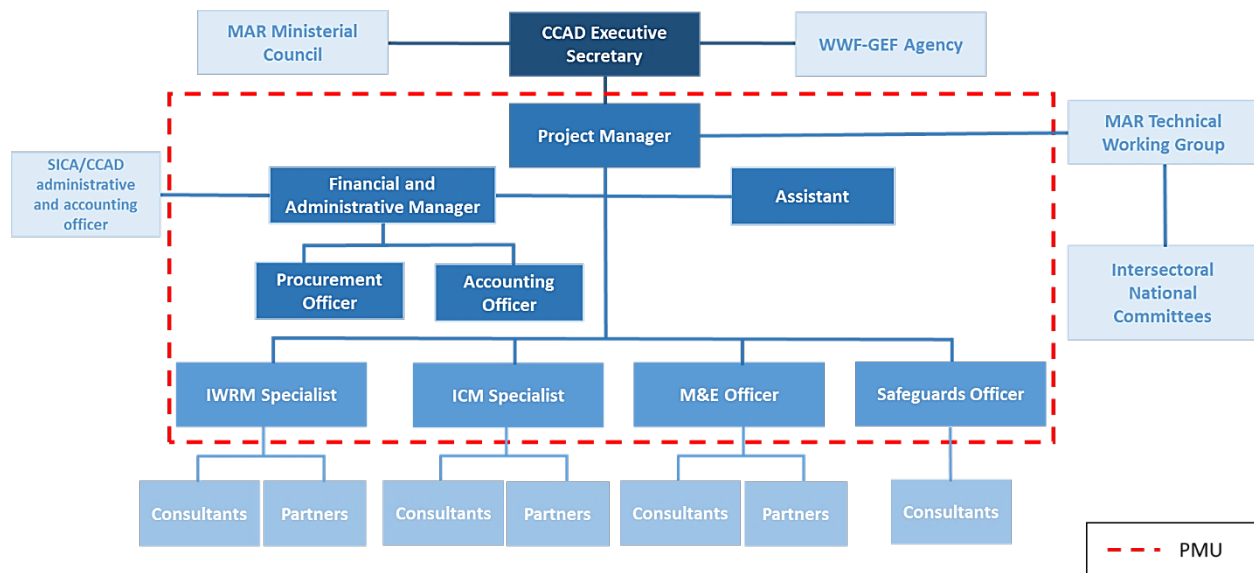 MAR Ministerial
Council
CCAD Executive
Secretary
WWF-GEF Agency
Project Manager
MAR Technical
Working Group
SICA/CCAD
administrative
and accounting
officer
Financial and
Administrative Manager
Assistant
Procurement
Officer
Accounting
Officer
Intersectoral
National
Committees
IWRM Specialist
ICM Specialist
M&E Officer
Safeguards Officer
Consultants
Partners
Consultants
Partners
Consultants
Partners
Consultants
PMU